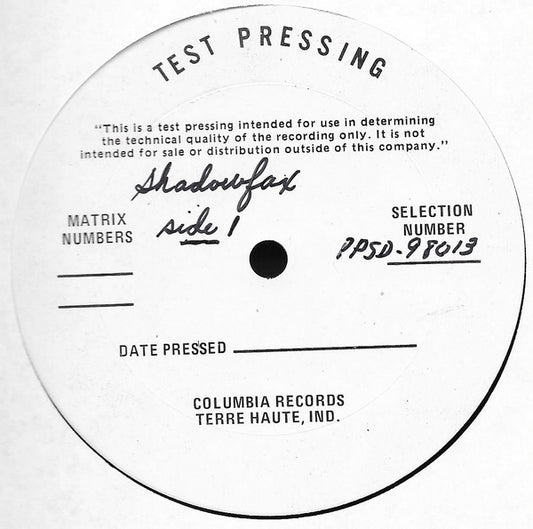 TEST PRESSING
"This is a test pressing intended for use in determining
the technical quality of the recording only. It is not
intended for sale or distribution outside of this company."
Shadowfax
side 1
MATRIX
NUMBERS
SELECTION
NUMBER
PPSD-98013
DATE PRESSED
COLUMBIA RECORDS
TERRE HAUTE, IND.